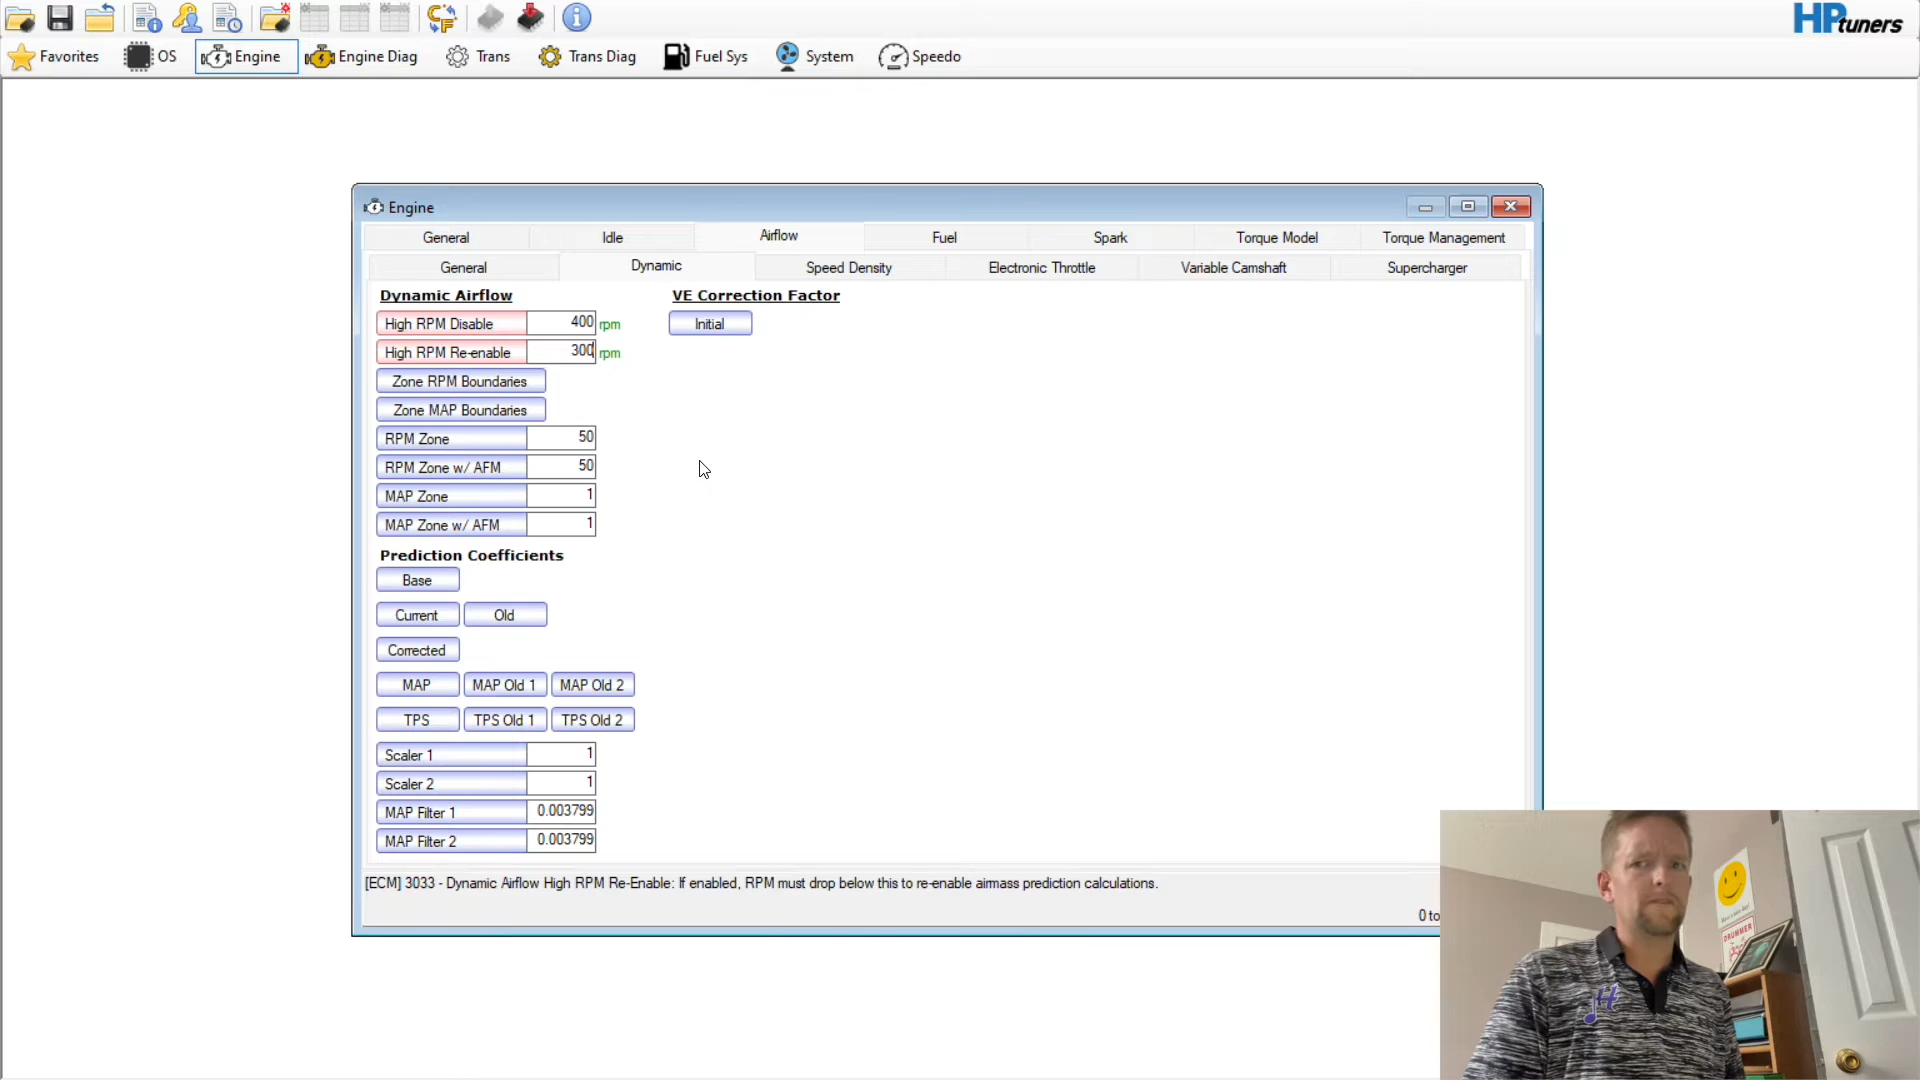 HPtuners
Favorites OS Engine Engine Diag Trans Trans Diag Fuel Sys System Speedo
Engine
General Idle Airflow Fuel Spark Torque Model Torque Management
General Dynamic Speed Density Electronic Throttle Variable Camshaft Supercharger
Dynamic Airflow
High RPM Disable 400 rpm
High RPM Re-enable 300 rpm
Zone RPM Boundaries
Zone MAP Boundaries
RPM Zone 50
RPM Zone w/ AFM 50
MAP Zone 1
MAP Zone w/ AFM 1
Prediction Coefficients
Base
Current Old
Corrected
MAP MAP Old 1 MAP Old 2
TPS TPS Old 1 TPS Old 2
Scaler 1 1
Scaler 2 1
MAP Filter 1 0.003799
MAP Filter 2 0.003799
VE Correction Factor
Initial
[ECM] 3033 - Dynamic Airflow High RPM Re-Enable: If enabled, RPM must drop below this to re-enable airmass prediction calculations.
0 to
DRUMMER
H